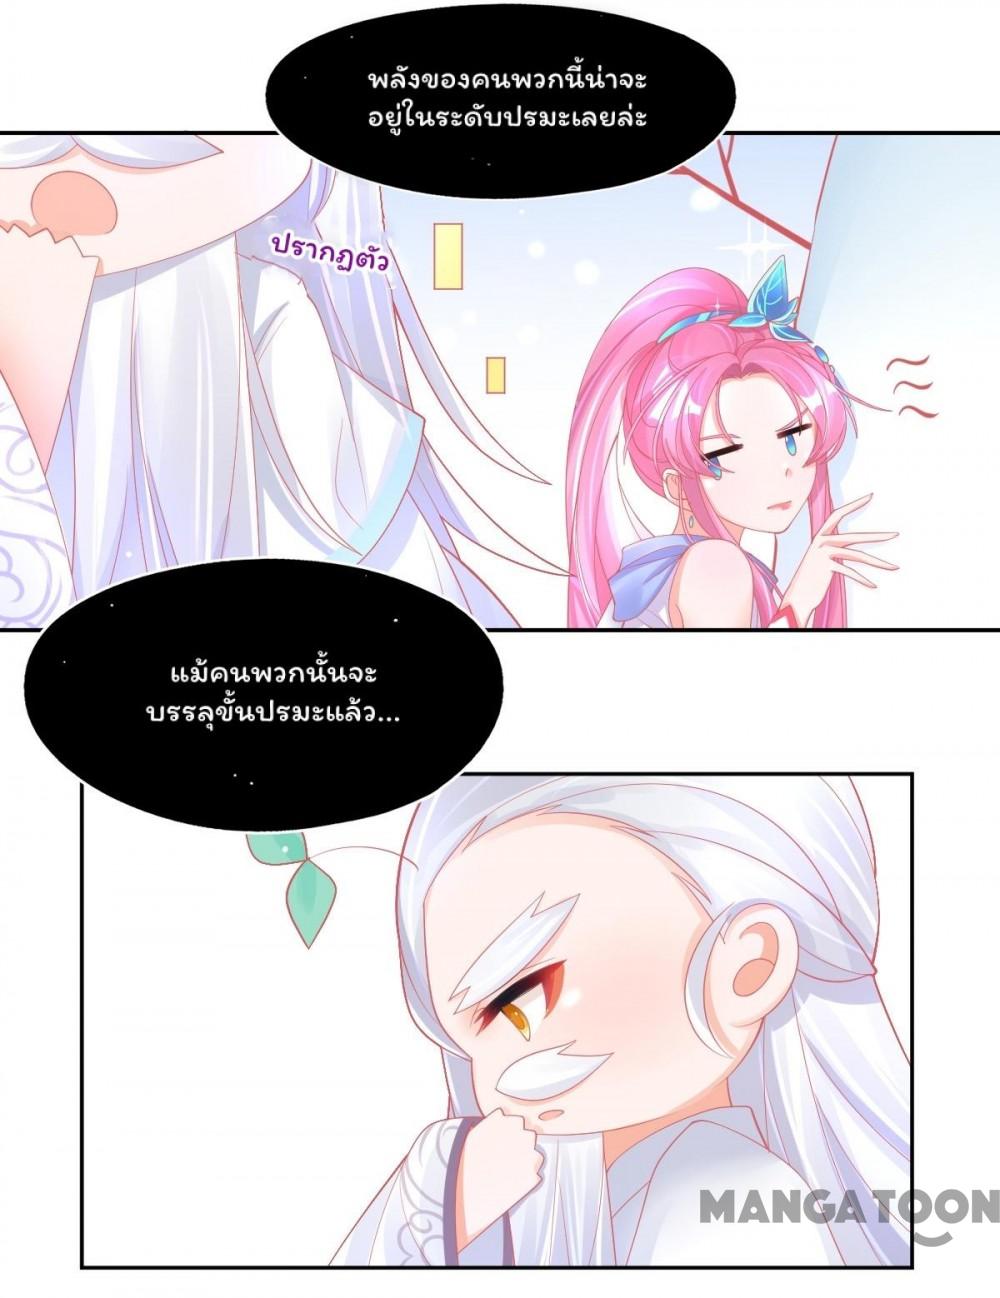 พลังของคนพวกนี้น่าจะ
อยู่ในระดับปรมะเลยล่ะ
ปรากฏตัว
แม้คนพวกนั้นจะ
บรรลุขั้นปรมะแล้ว...
MANGATOON